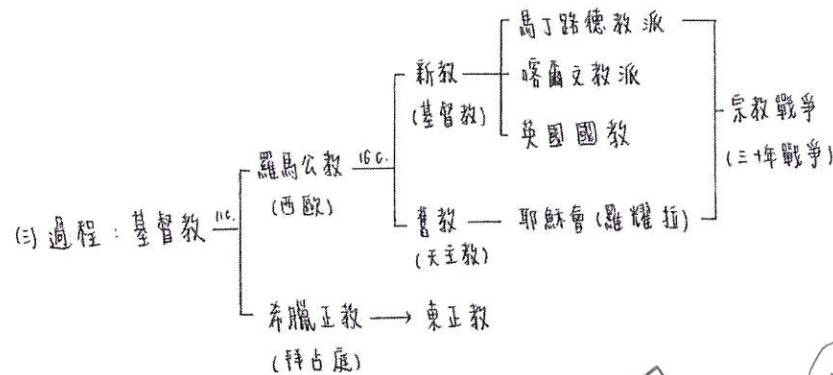 馬丁路德教派
新教 喀爾文教派
(基督教) 宗教戰爭
英國國教 (三十年戰爭)
羅馬公教 16c.
(西歐)
舊教 耶穌會(羅耀拉)
(三)過程:基督教 11c. (天主教)
希臘正教 → 東正教
(拜占庭)